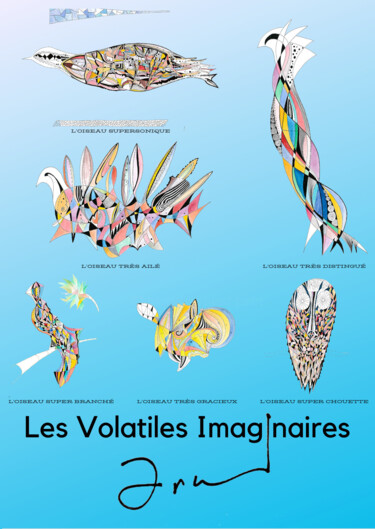 L'OISEAU SUPERSONIQUE
L'OISEAU TRÈS AILÉ
L'OISEAU TRÈS DISTINGUÉ
L'OISEAU SUPER BRANCHÉ
L'OISEAU TRÈS GRACIEUX
L'OISEAU SUPER CHOUETTE
Les Volatiles Imaginaires